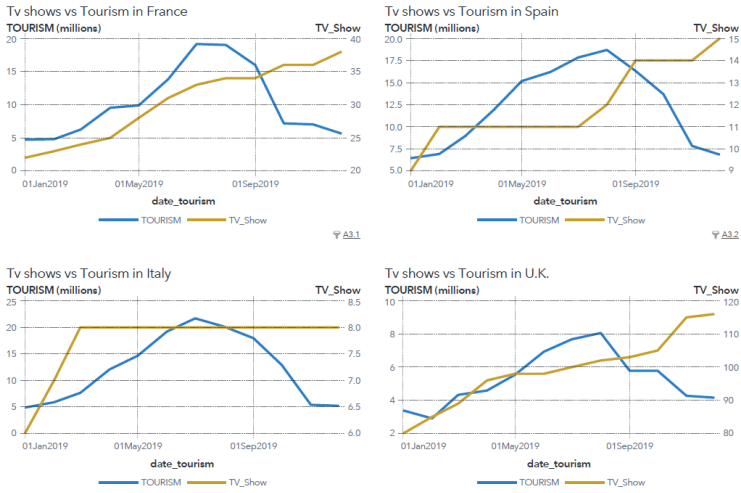 Tv shows vs Tourism in France
TOURISM (millions) TV_Show
20 40
15 35
10 30
5 25
0 20
01Jan2019 01May2019 01Sep2019
date_tourism
TOURISM TV_Show
A3.1
Tv shows vs Tourism in Spain
TOURISM (millions) TV_Show
20.0 15
17.5 14
15.0 13
12.5 12
10.0 11
7.5 10
5.0 9
01Jan2019 01May2019 01Sep2019
date_tourism
TOURISM TV_Show
A3.2
Tv shows vs Tourism in Italy
TOURISM (millions) TV_Show
25 8.5
20 8.0
15 7.5
10 7.0
5 6.5
0 6.0
01Jan2019 01May2019 01Sep2019
date_tourism
TOURISM TV_Show
Tv shows vs Tourism in U.K.
TOURISM (millions) TV_Show
10 120
8 110
6 100
4 90
2 80
01Jan2019 01May2019 01Sep2019
date_tourism
TOURISM TV_Show